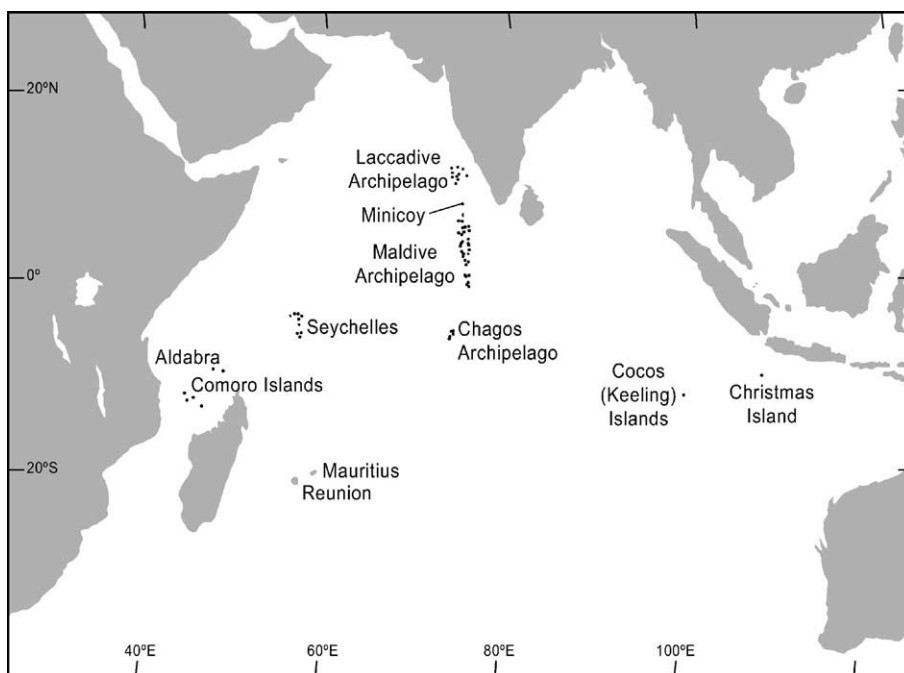 20ºN
Laccadive
Archipelago
Minicoy
Maldive
Archipelago
0º
Seychelles
Chagos
Archipelago
Aldabra
Comoro Islands
Cocos
(Keeling)
Islands
Christmas
Island
20ºS
Mauritius
Reunion
40ºE
60ºE
80ºE
100ºE